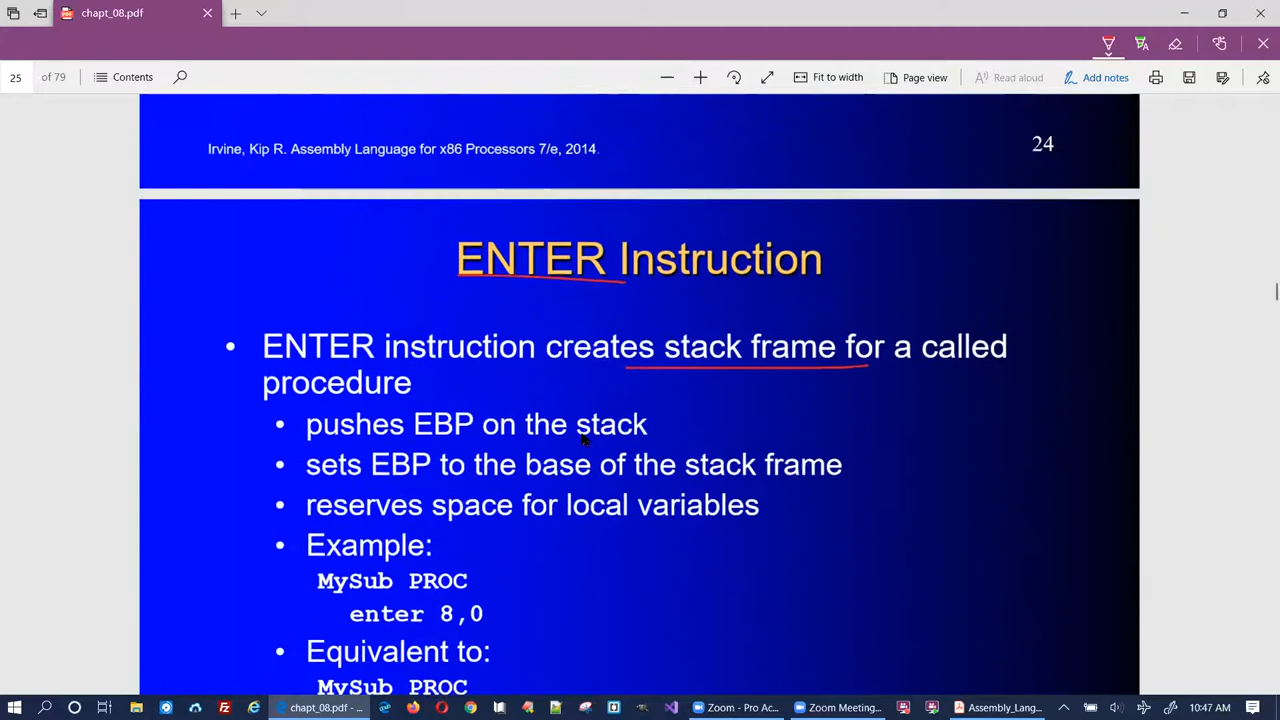 chapt_08.pdf
25 of 79 Contents Fit to width Page view Read aloud Add notes
Irvine, Kip R. Assembly Language for x86 Processors 7/e, 2014.
24
ENTER Instruction
• ENTER instruction creates stack frame for a called
procedure
• pushes EBP on the stack
• sets EBP to the base of the stack frame
• reserves space for local variables
• Example:
MySub PROC
enter 8,0
• Equivalent to:
MySub PROC
chapt_08.pdf - ... Zoom - Pro Ac... Zoom Meeting... Assembly_Lang... 10:47 AM